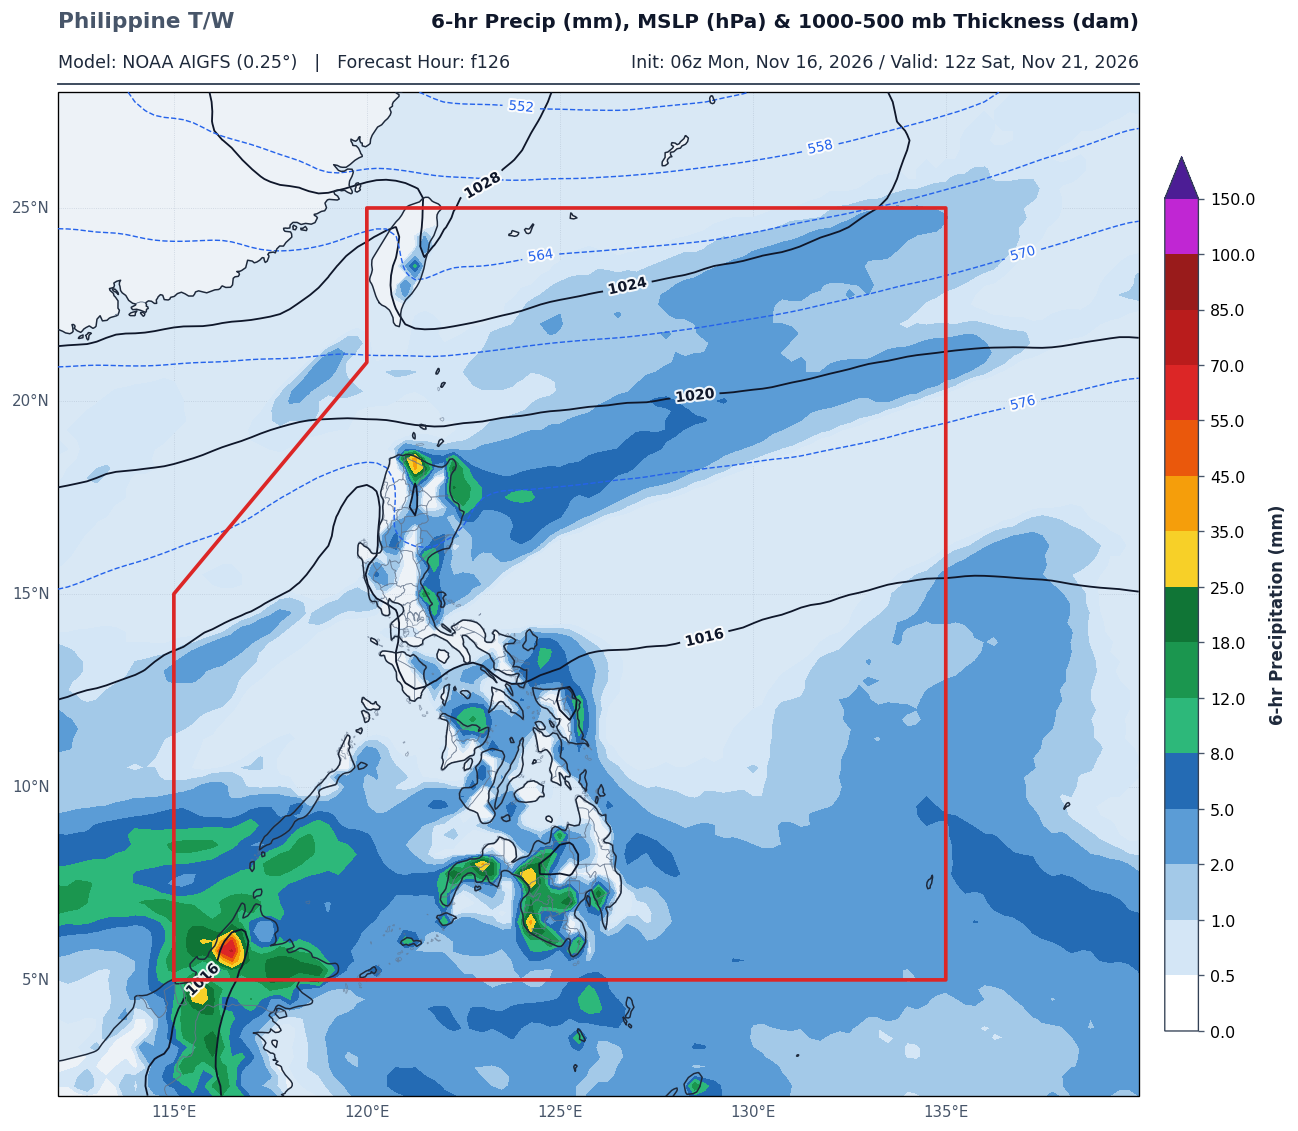 Philippine T/W
6-hr Precip (mm), MSLP (hPa) & 1000-500 mb Thickness (dam)
Model: NOAA AIGFS (0.25°) | Forecast Hour: f126
Init: 06z Mon, Nov 16, 2026 / Valid: 12z Sat, Nov 21, 2026
552
558
1028
564
570
1024
1020
576
1016
1016
25°N
20°N
15°N
10°N
5°N
115°E
120°E
125°E
130°E
135°E
150.0
100.0
85.0
70.0
55.0
45.0
35.0
25.0
18.0
12.0
8.0
5.0
2.0
1.0
0.5
0.0
6-hr Precipitation (mm)